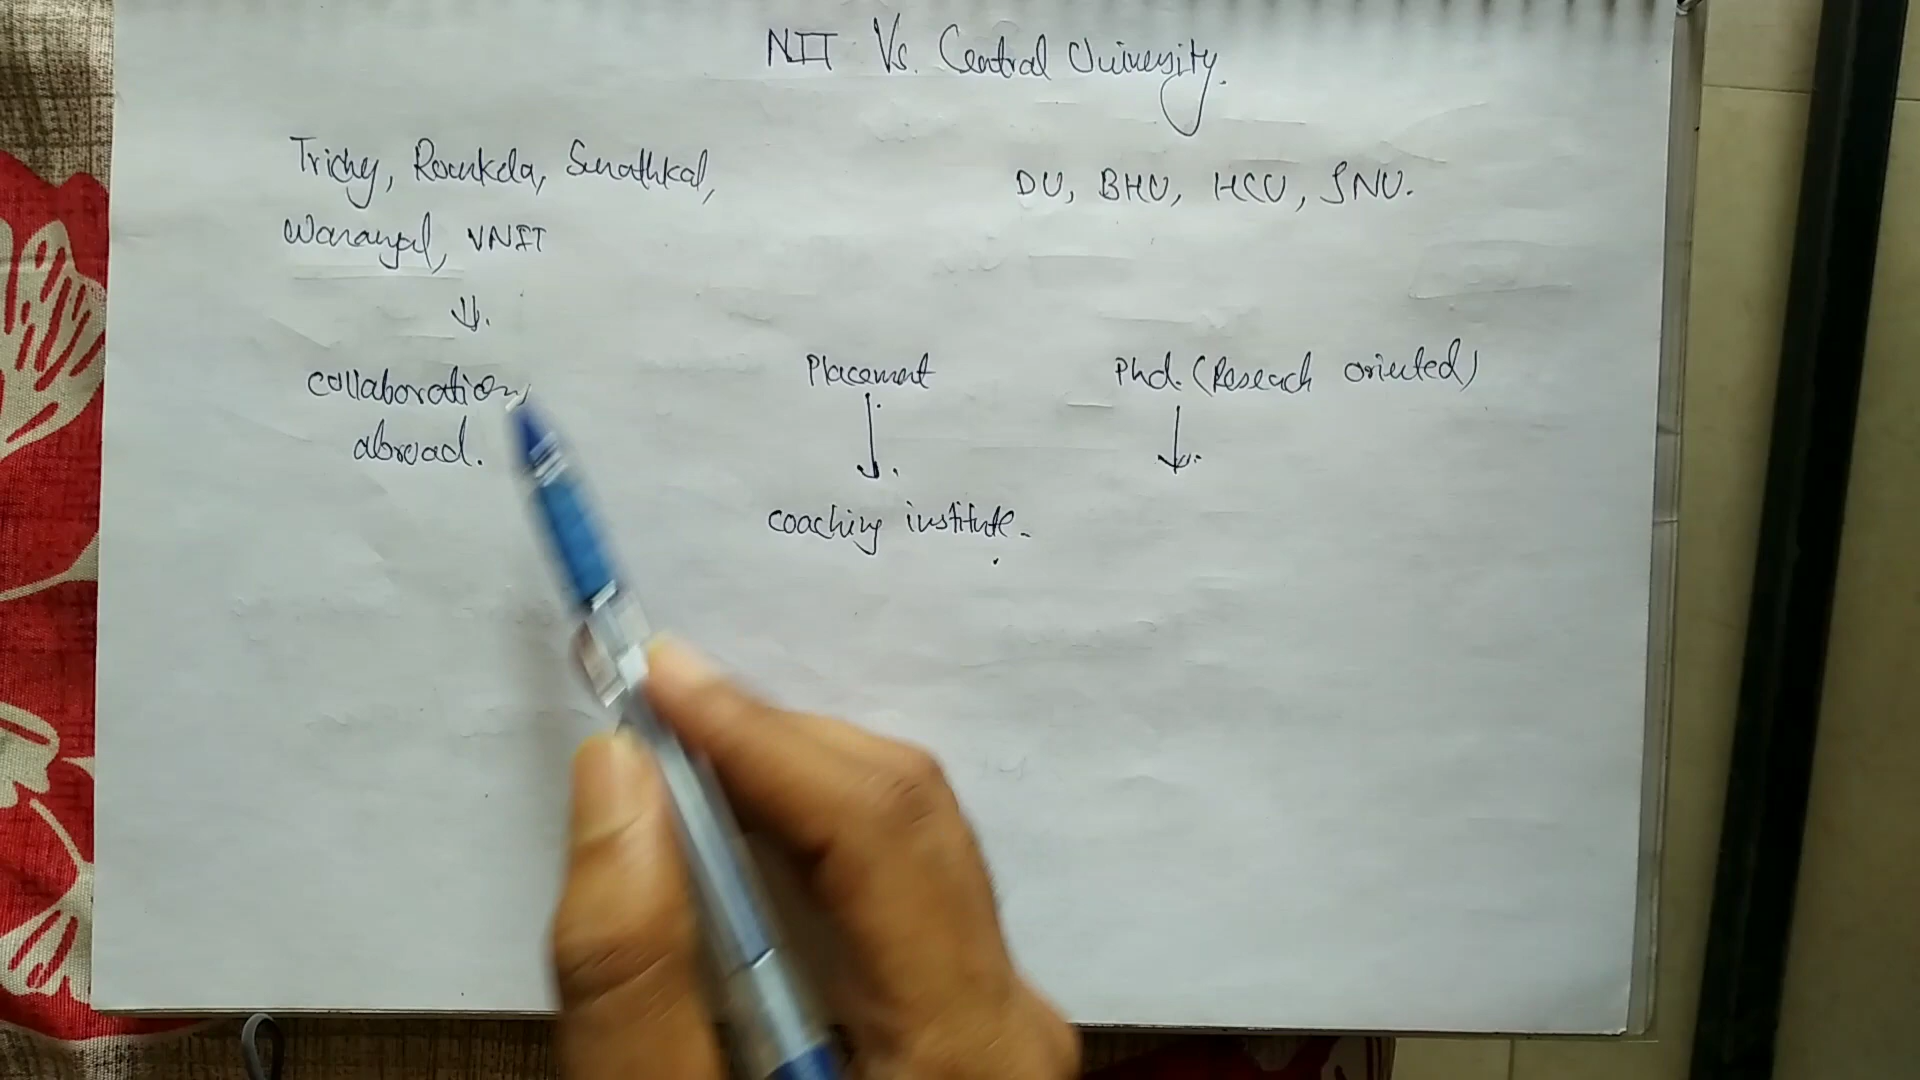 NIT Vs. Central University.
Trichy, Rourkela, Surathkal,
Warangal, VNIT
DU, BHU, HCU, JNU.
collaboration,
abroad.
Placement
coaching institute.
Phd. (Reseach oriented)